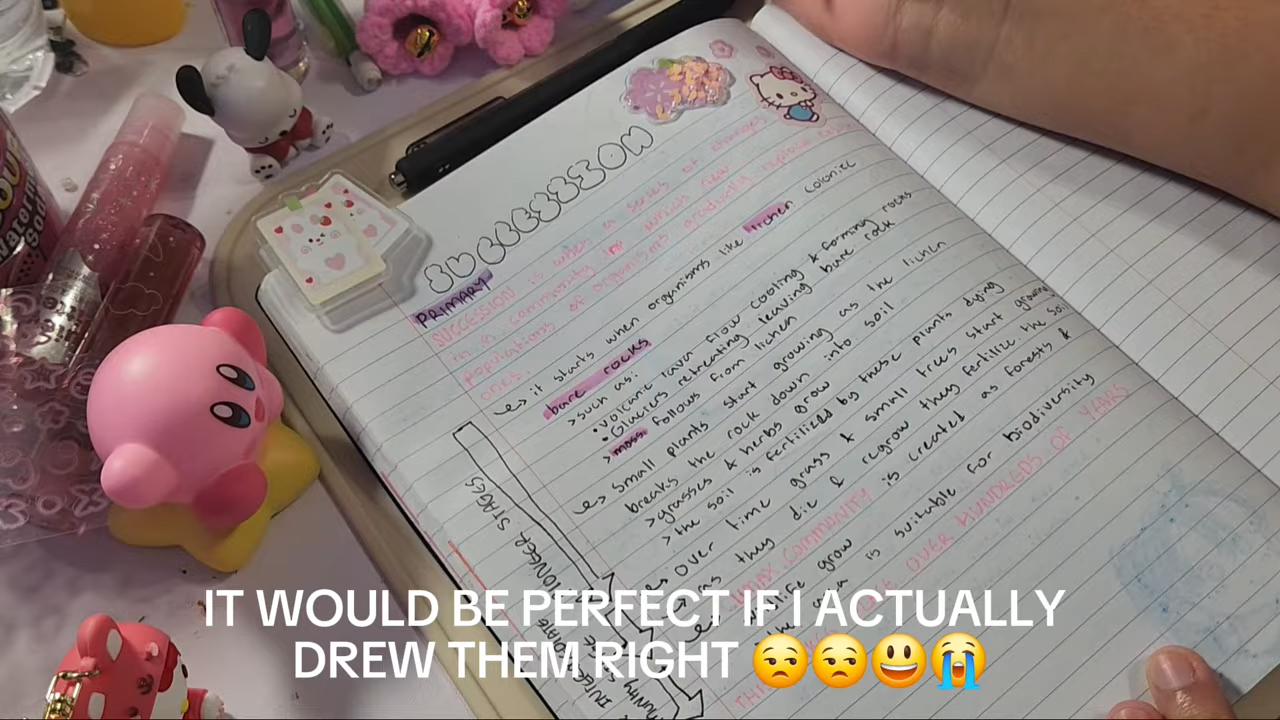 SUCCESSION
PRIMARY
SUCCESSION is when a series of changes
in a community in which new
populations of organisms gradually replace
ones.
it starts when organisms like lichen colonize
bare rocks
> such as:
• Volcanic lava flow cooling & forming rocks
• Glaciers retreating leaving bare rock
> moss follows from lichen
Small plants start growing as the lichen
breaks the rock down into soil
> grasses & herbs grow
> the soil is fertilized by these plants dying
over time grass & small trees start growing
as they die & regrow they fertilize the soil
COMMUNITY is created as forests &
grow
is suitable for biodiversity
OVER HUNDREDS OF YEARS
STAGES
IT WOULD BE PERFECT IF I ACTUALLY
DREW THEM RIGHT 😒😒😃😭